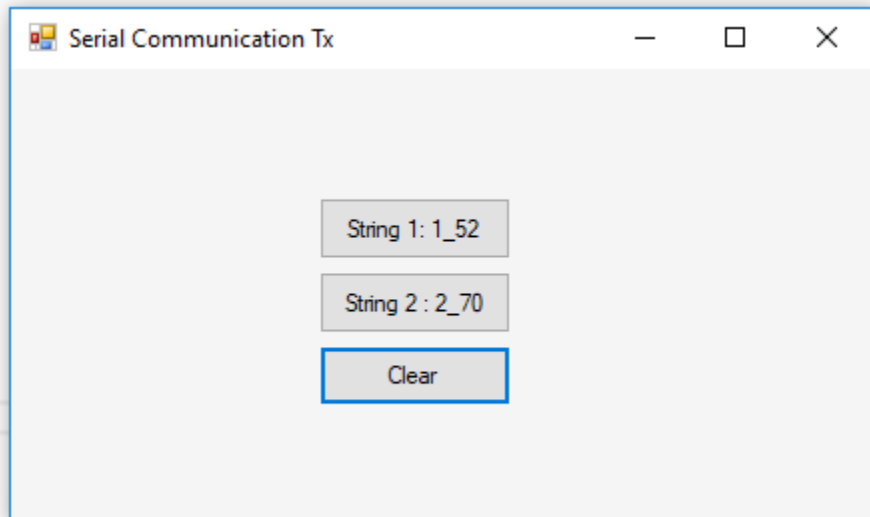 Serial Communication Tx
String 1: 1_52
String 2 : 2_70
Clear